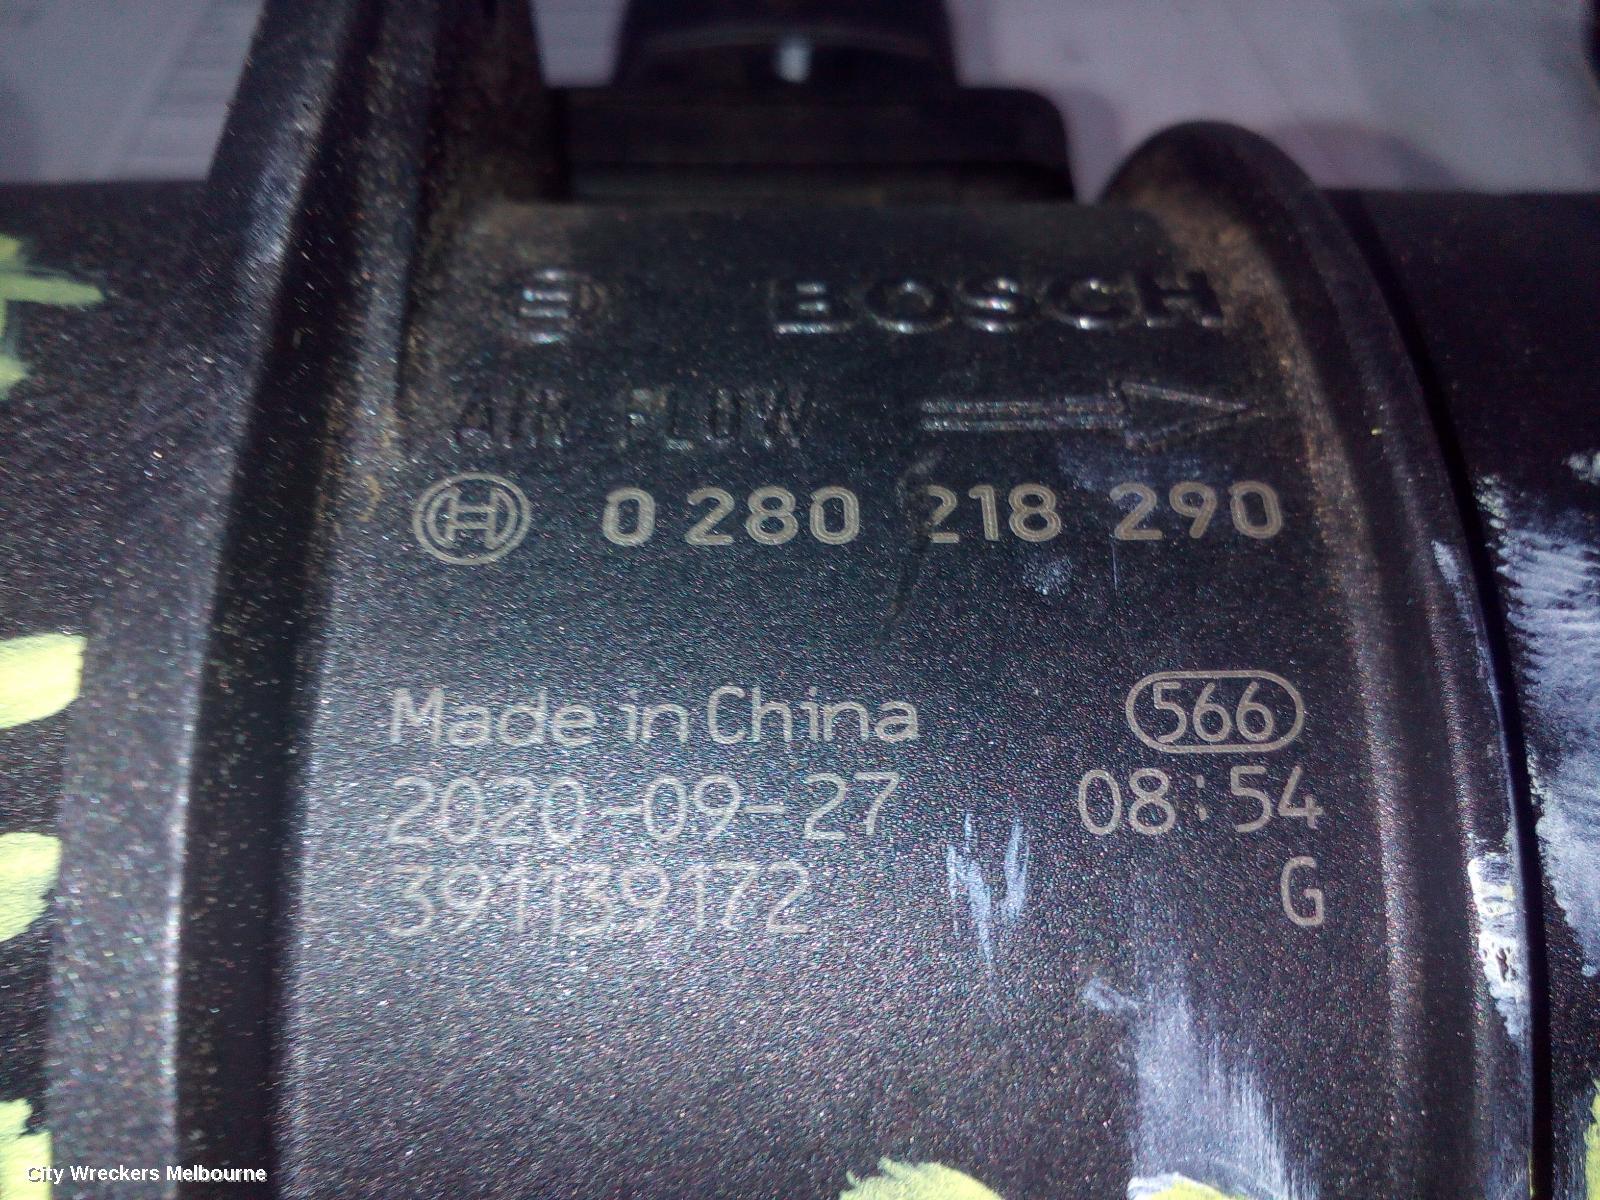 BOSCH
AIR FLOW
0 280 218 290
Made in China 566
2020-09-27 08:54
391139172 G
City Wreckers Melbourne